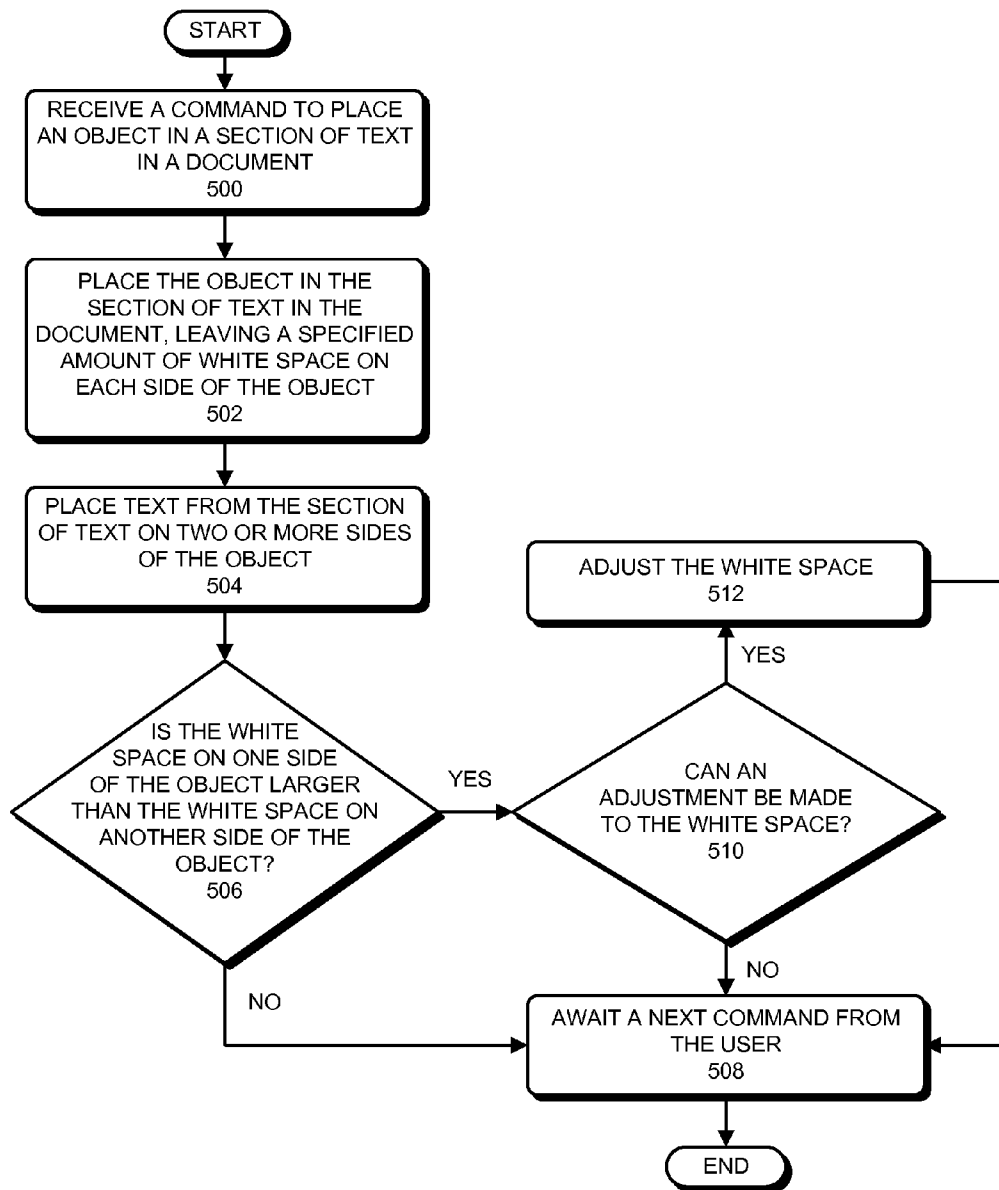 START
RECEIVE A COMMAND TO PLACE
AN OBJECT IN A SECTION OF TEXT
IN A DOCUMENT
500
PLACE THE OBJECT IN THE
SECTION OF TEXT IN THE
DOCUMENT, LEAVING A SPECIFIED
AMOUNT OF WHITE SPACE ON
EACH SIDE OF THE OBJECT
502
PLACE TEXT FROM THE SECTION
OF TEXT ON TWO OR MORE SIDES
OF THE OBJECT
504
IS THE WHITE
SPACE ON ONE SIDE
OF THE OBJECT LARGER
THAN THE WHITE SPACE ON
ANOTHER SIDE OF THE
OBJECT?
506
YES
NO
ADJUST THE WHITE SPACE
512
YES
CAN AN
ADJUSTMENT BE MADE
TO THE WHITE SPACE?
510
NO
AWAIT A NEXT COMMAND FROM
THE USER
508
END